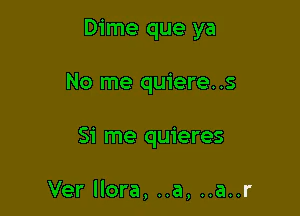 Dime que ya
No me quiere..s
Si me quieres
Ver llora, ..a, ..a..r